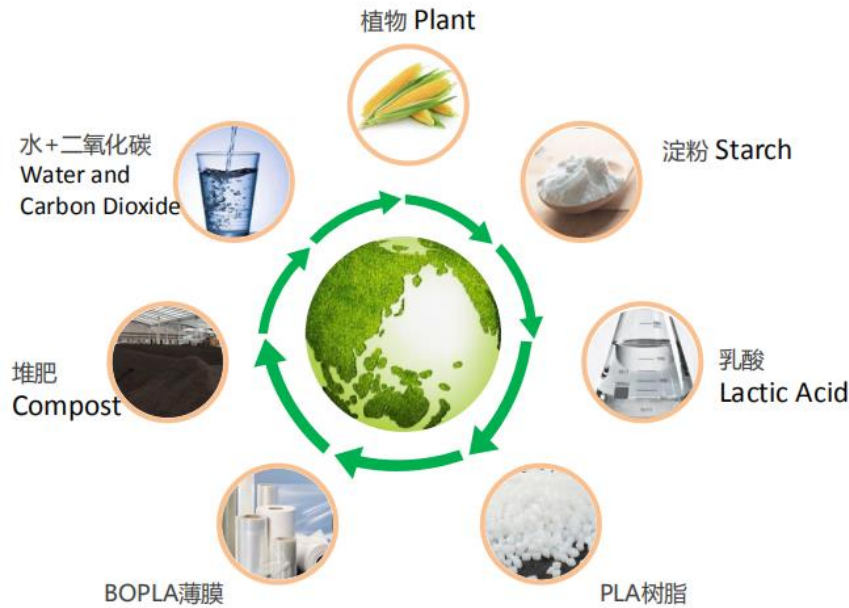 植物 Plant
淀粉 Starch
乳酸
Lactic Acid
PLA树脂
BOPLA薄膜
堆肥
Compost
水+二氧化碳
Water and
Carbon Dioxide